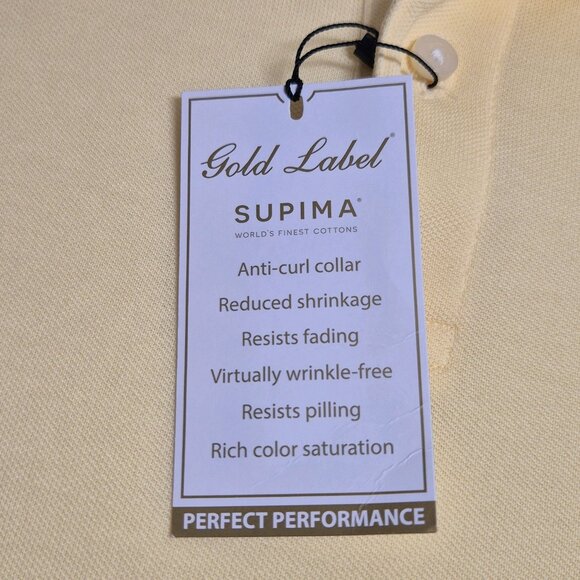 Gold Label®
SUPIMA®
WORLD'S FINEST COTTONS
Anti-curl collar
Reduced shrinkage
Resists fading
Virtually wrinkle-free
Resists pilling
Rich color saturation
PERFECT PERFORMANCE